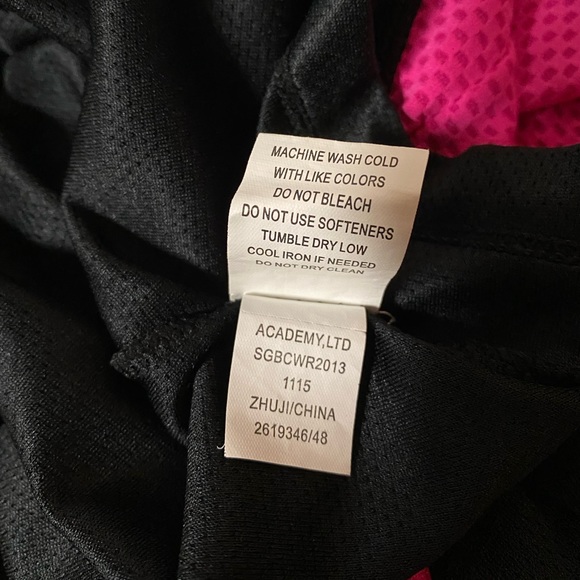 MACHINE WASH COLD
WITH LIKE COLORS
DO NOT BLEACH
DO NOT USE SOFTENERS
TUMBLE DRY LOW
COOL IRON IF NEEDED
DO NOT DRY CLEAN
ACADEMY,LTD
SGBCWR2013
1115
ZHUJI/CHINA
2619346/48